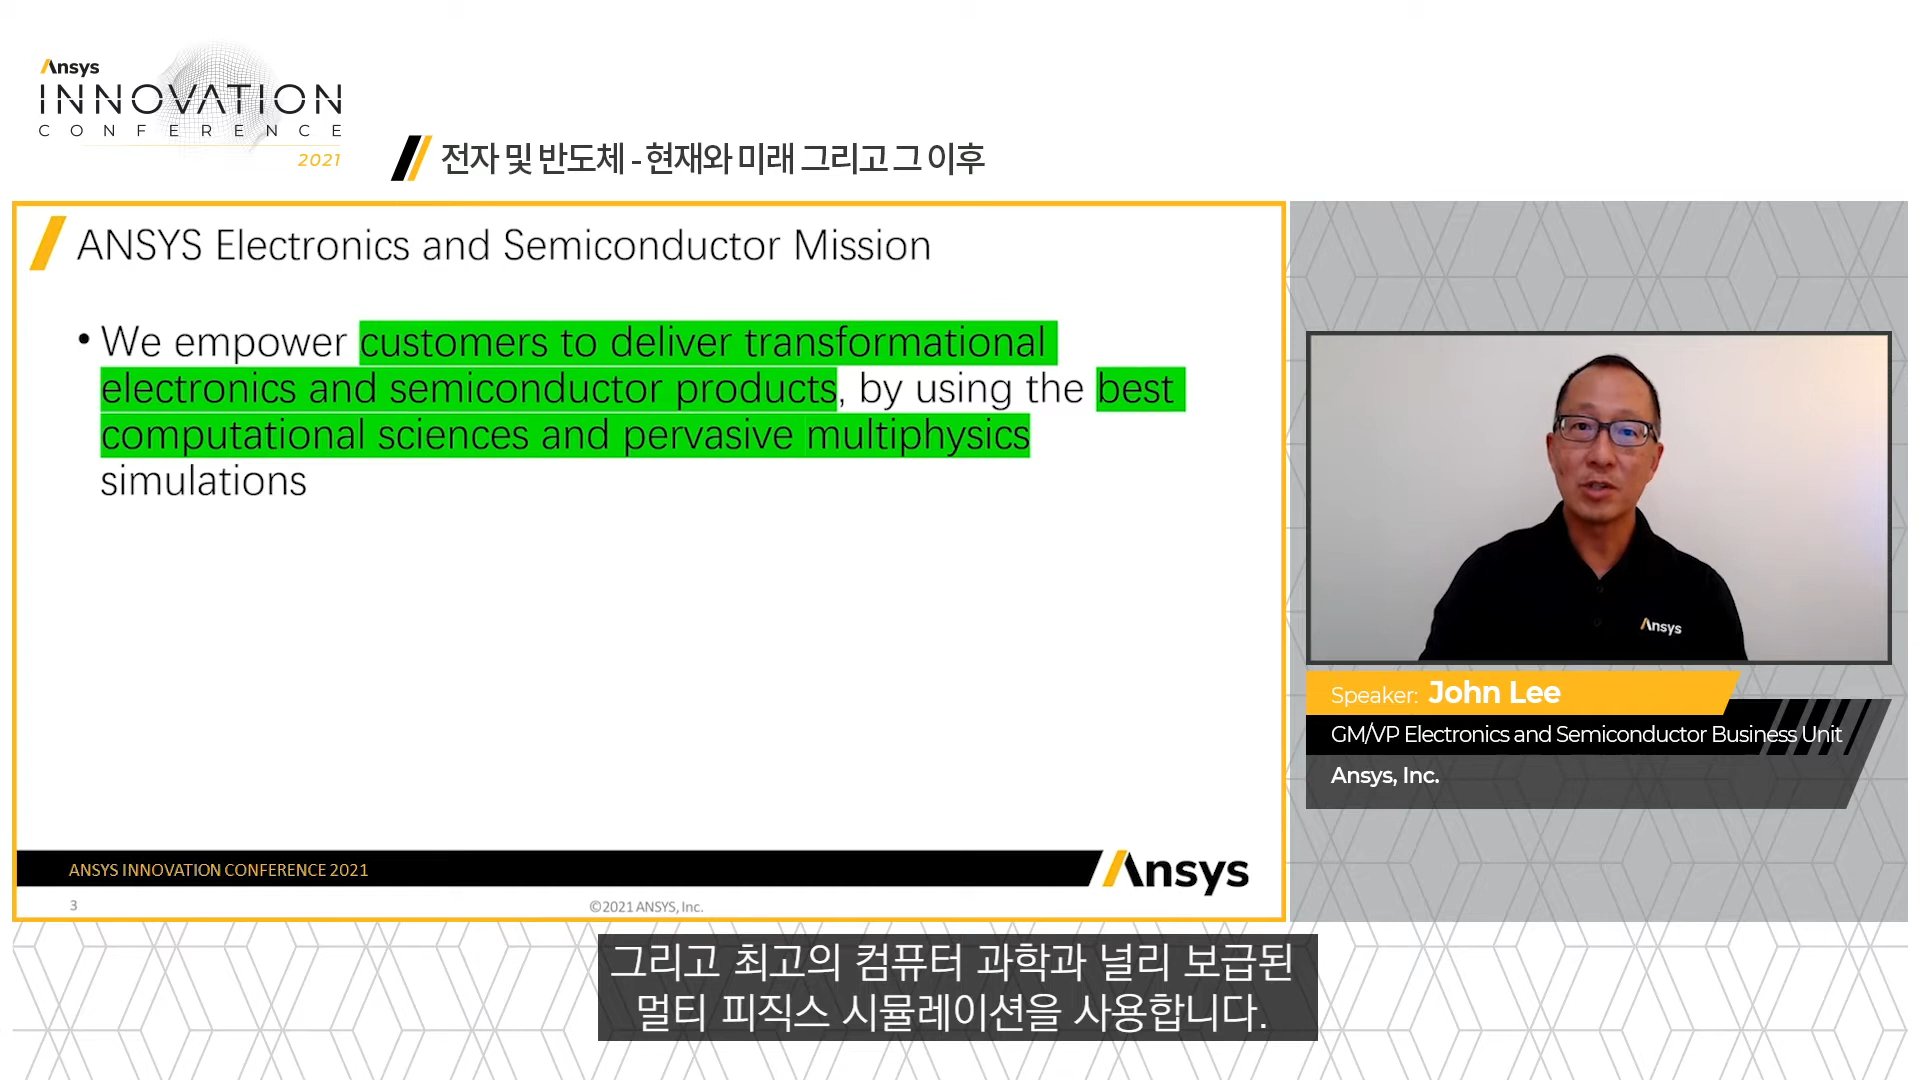 Ansys
INNOVATION
CONFERENCE
2021
전자 및 반도체 - 현재와 미래 그리고 그 이후
ANSYS Electronics and Semiconductor Mission
• We empower customers to deliver transformational
electronics and semiconductor products, by using the best
computational sciences and pervasive multiphysics
simulations
ANSYS INNOVATION CONFERENCE 2021
Ansys
3
©2021 ANSYS, Inc.
Ansys
Speaker: John Lee
GM/VP Electronics and Semiconductor Business Unit
Ansys, Inc.
그리고 최고의 컴퓨터 과학과 널리 보급된
멀티 피직스 시뮬레이션을 사용합니다.